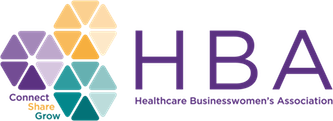 HBA
Healthcare Businesswomen's Association
Connect
Share
Grow